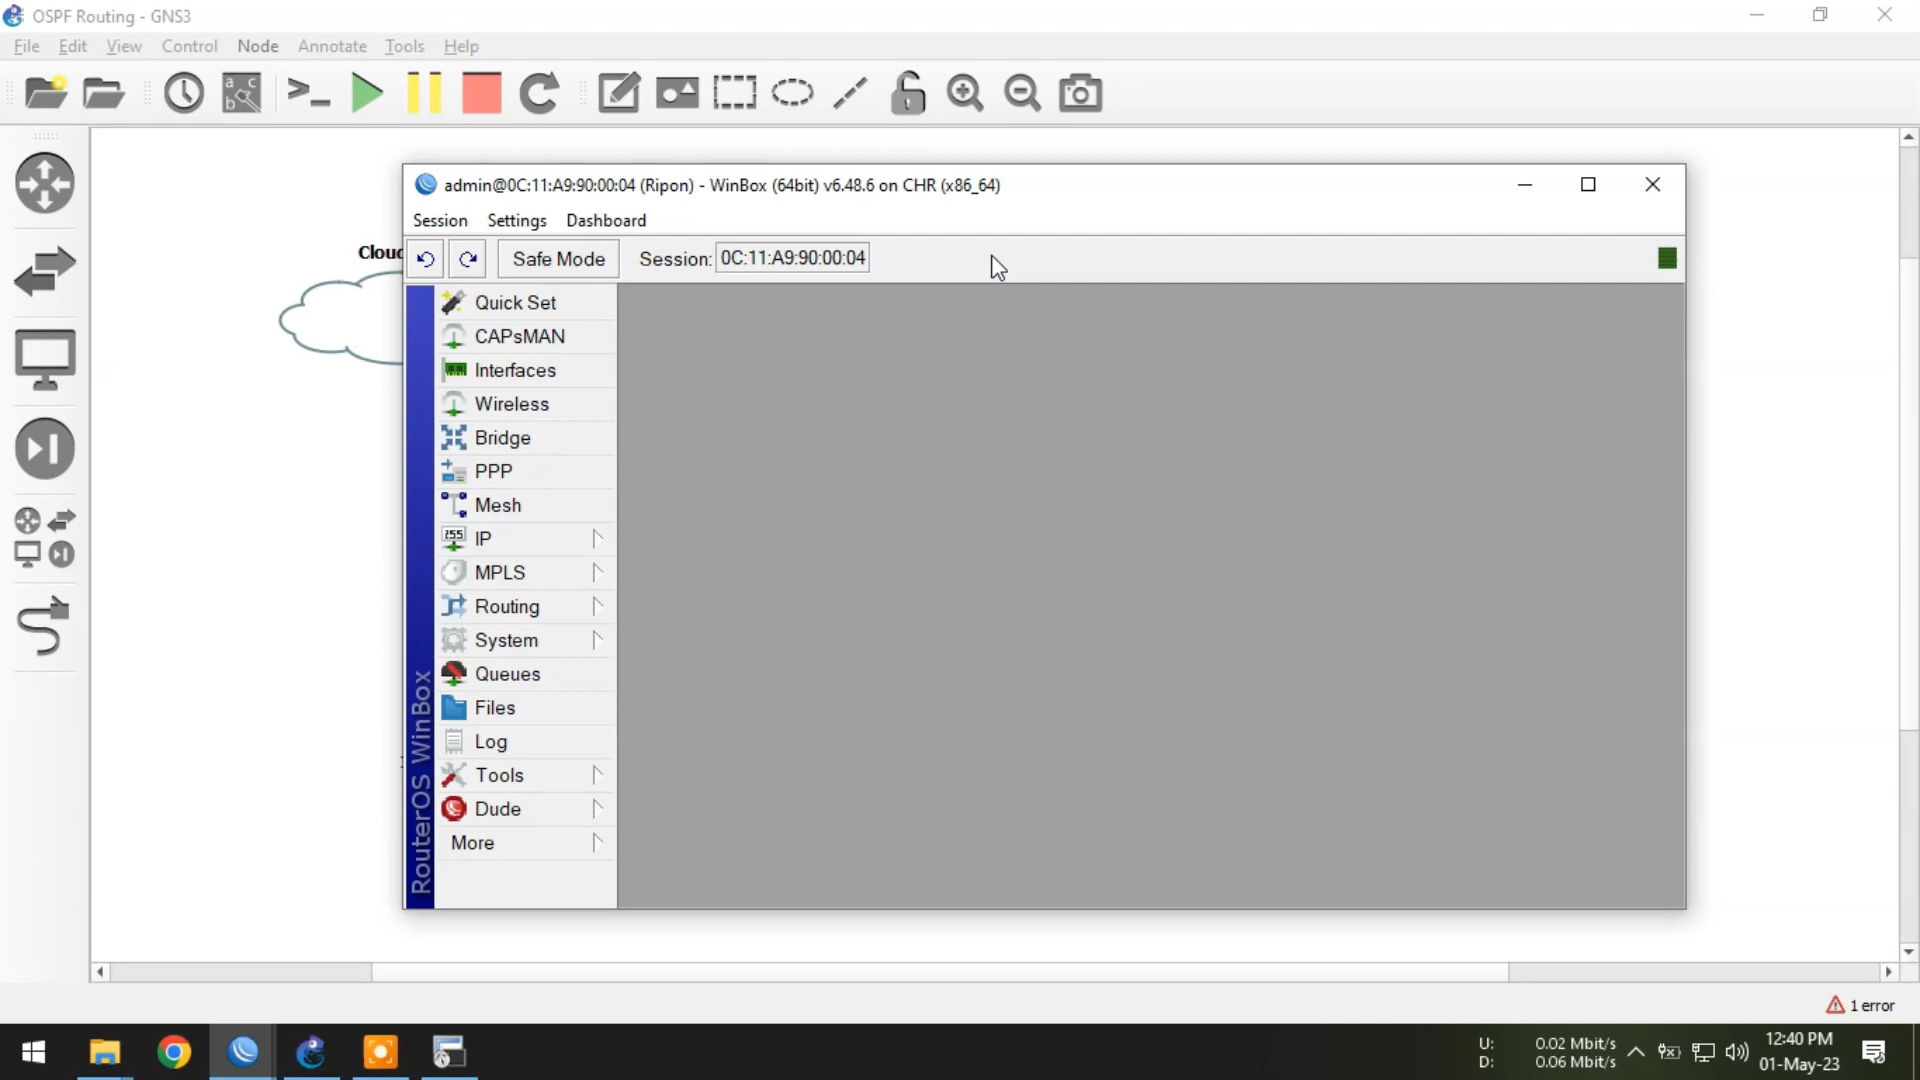 OSPF Routing - GNS3
File Edit View Control Node Annotate Tools Help
admin@0C:11:A9:90:00:04 (Ripon) - WinBox (64bit) v6.48.6 on CHR (x86_64)
Session Settings Dashboard
Safe Mode Session: 0C:11:A9:90:00:04
Cloud
Quick Set
CAPsMAN
Interfaces
Wireless
Bridge
PPP
Mesh
255 IP
MPLS
Routing
System
Queues
Files
Log
Tools
Dude
More
RouterOS WinBox
1 error
U: 0.02 Mbit/s
D: 0.06 Mbit/s
12:40 PM
01-May-23